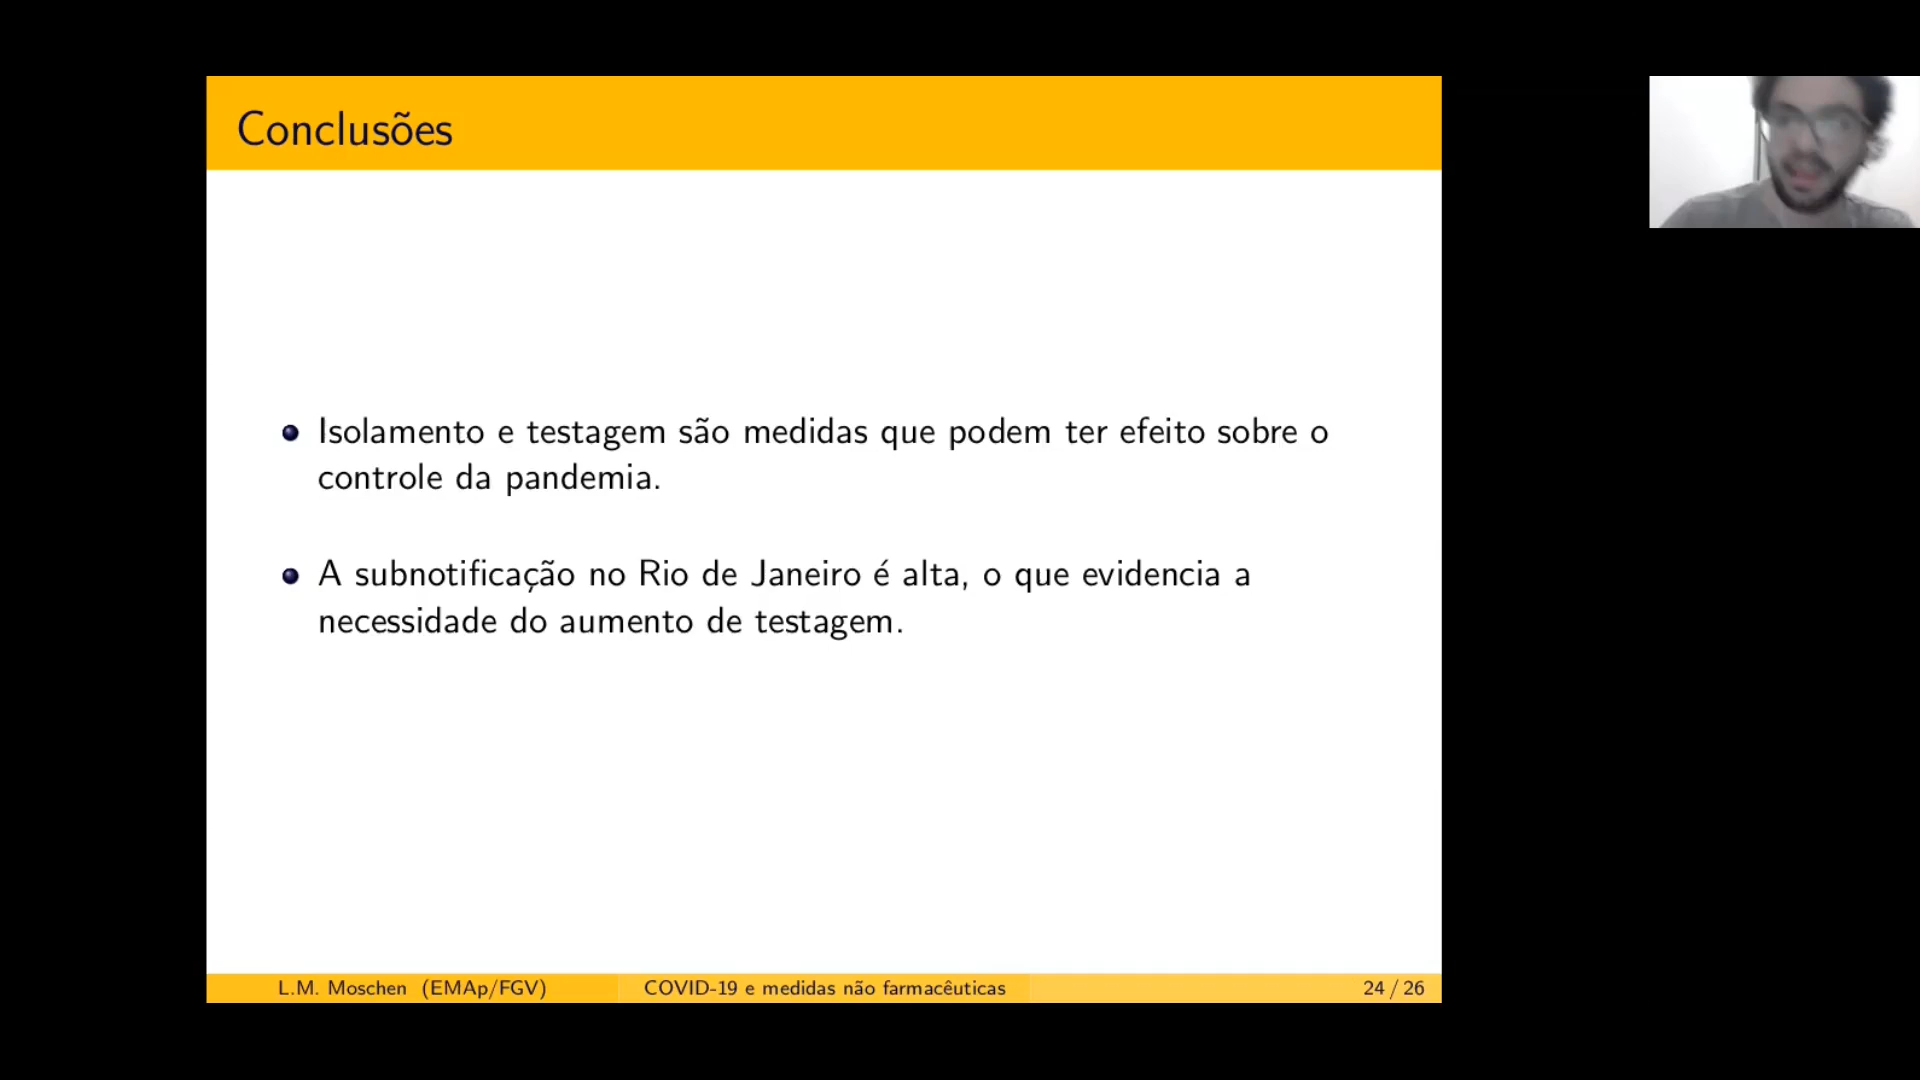 Conclusões
Isolamento e testagem são medidas que podem ter efeito sobre o
controle da pandemia.
A subnotificação no Rio de Janeiro é alta, o que evidencia a
necessidade do aumento de testagem.
L.M. Moschen (EMAp/FGV) COVID-19 e medidas não farmacêuticas 24 / 26